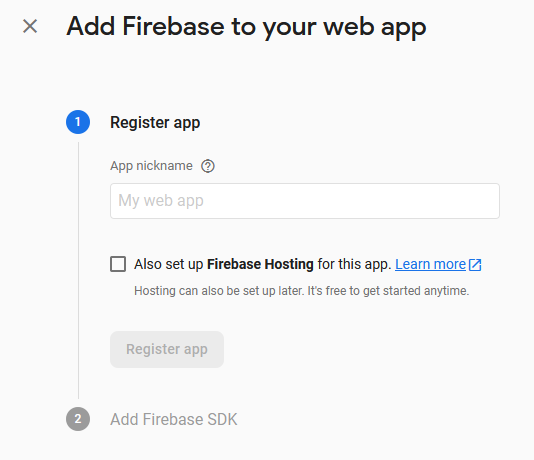 Add Firebase to your web app
1
Register app
App nickname ?
My web app
Also set up Firebase Hosting for this app. Learn more
Hosting can also be set up later. It's free to get started anytime.
Register app
2
Add Firebase SDK